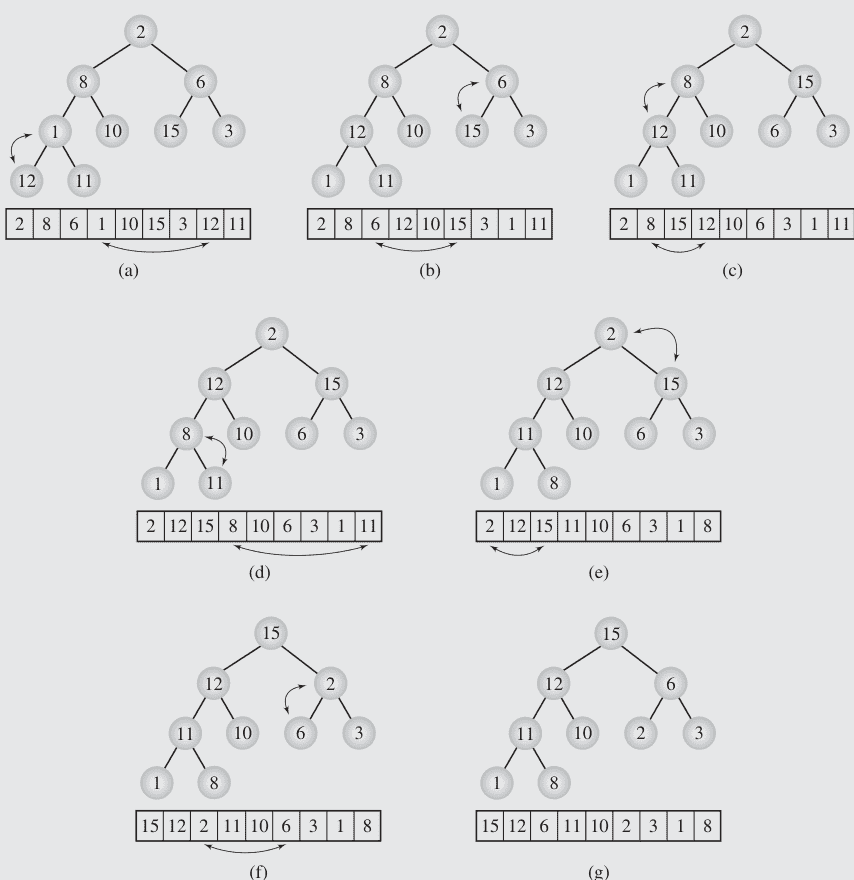 2 2 2
8 6 8 6 8 15
1 10 15 3 12 10 15 3 12 10 6 3
12 11 1 11 1 11
2 8 6 1 10 15 3 12 11 2 8 6 12 10 15 3 1 11 2 8 15 12 10 6 3 1 11
(a) (b) (c)
2 2
12 15 12 15
8 10 6 3 11 10 6 3
1 11 1 8
2 12 15 8 10 6 3 1 11 2 12 15 11 10 6 3 1 8
(d) (e)
15 15
12 2 12 6
11 10 6 3 11 10 2 3
1 8 1 8
15 12 2 11 10 6 3 1 8 15 12 6 11 10 2 3 1 8
(f) (g)